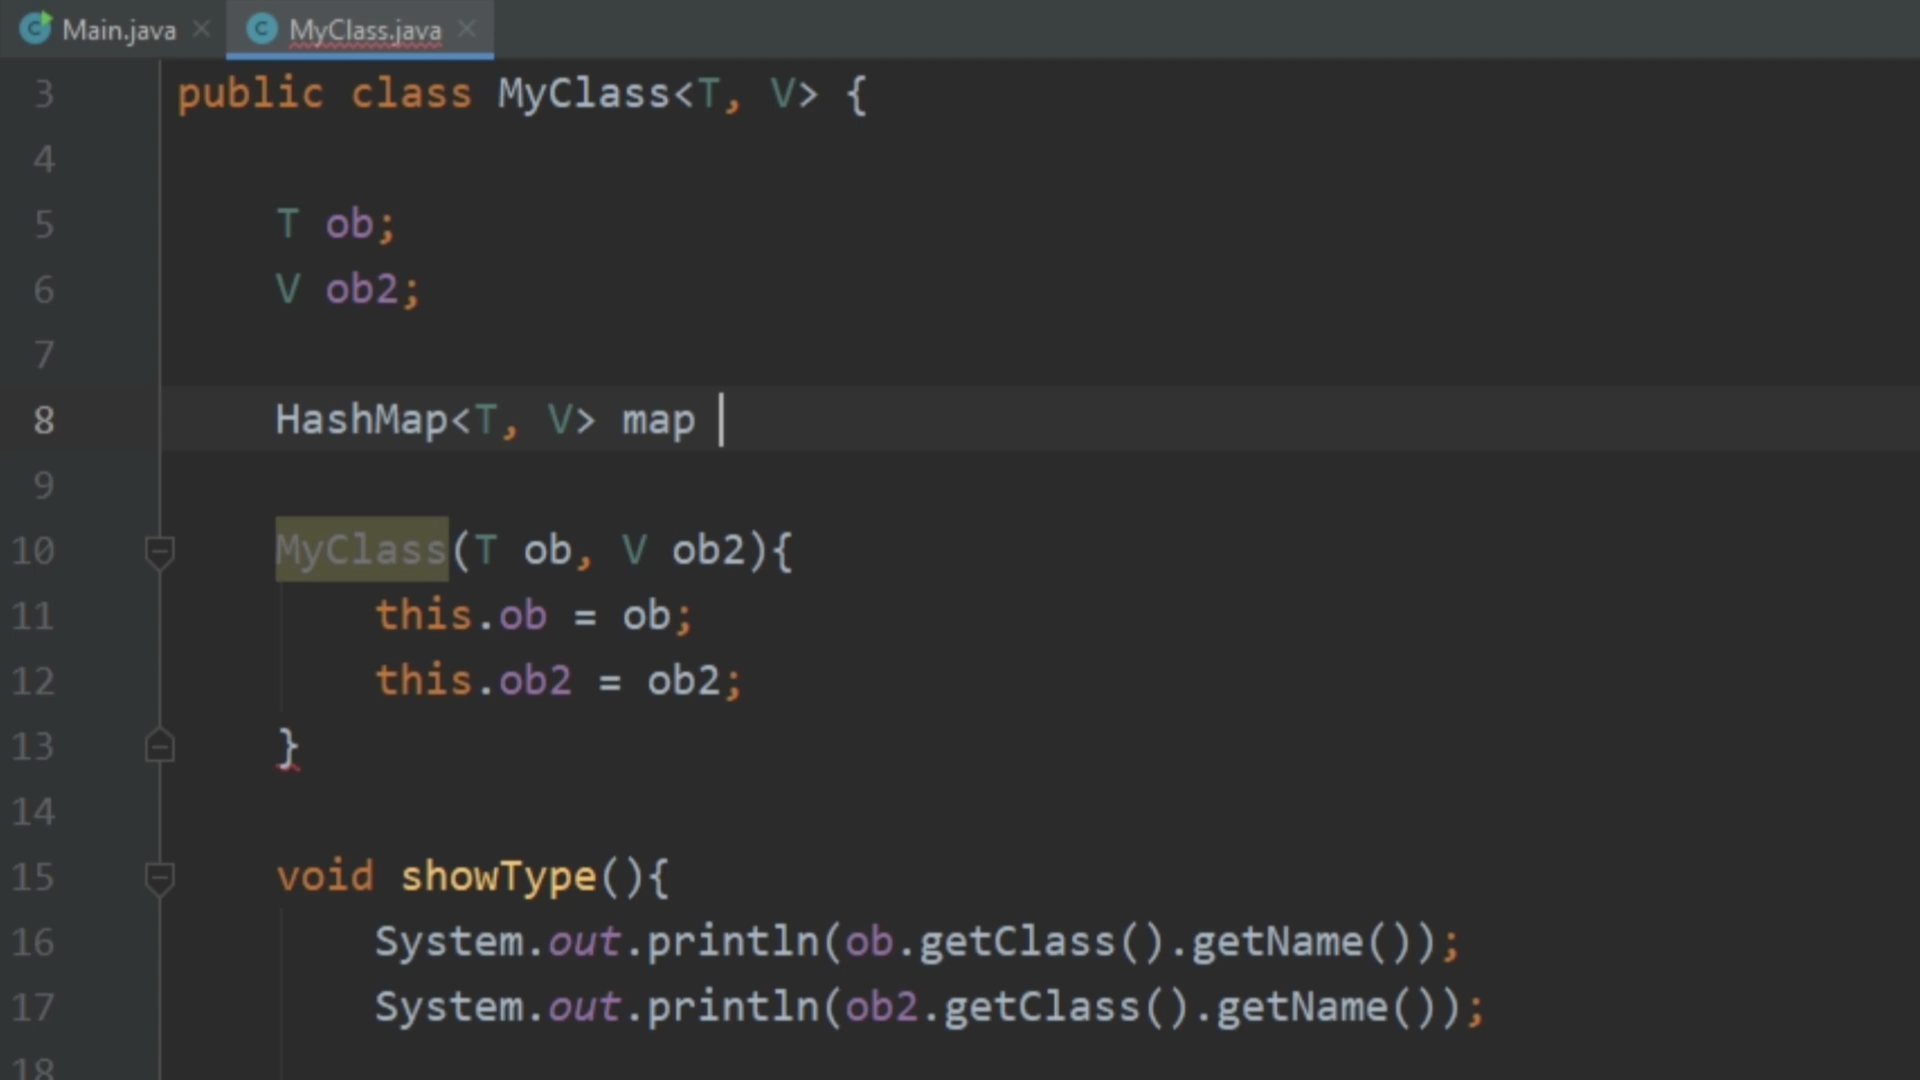 Main.java MyClass.java
3 public class MyClass<T, V> {
4
5 T ob;
6 V ob2;
7
8 HashMap<T, V> map
9
10 MyClass(T ob, V ob2){
11 this.ob = ob;
12 this.ob2 = ob2;
13 }
14
15 void showType(){
16 System.out.println(ob.getClass().getName());
17 System.out.println(ob2.getClass().getName());
18